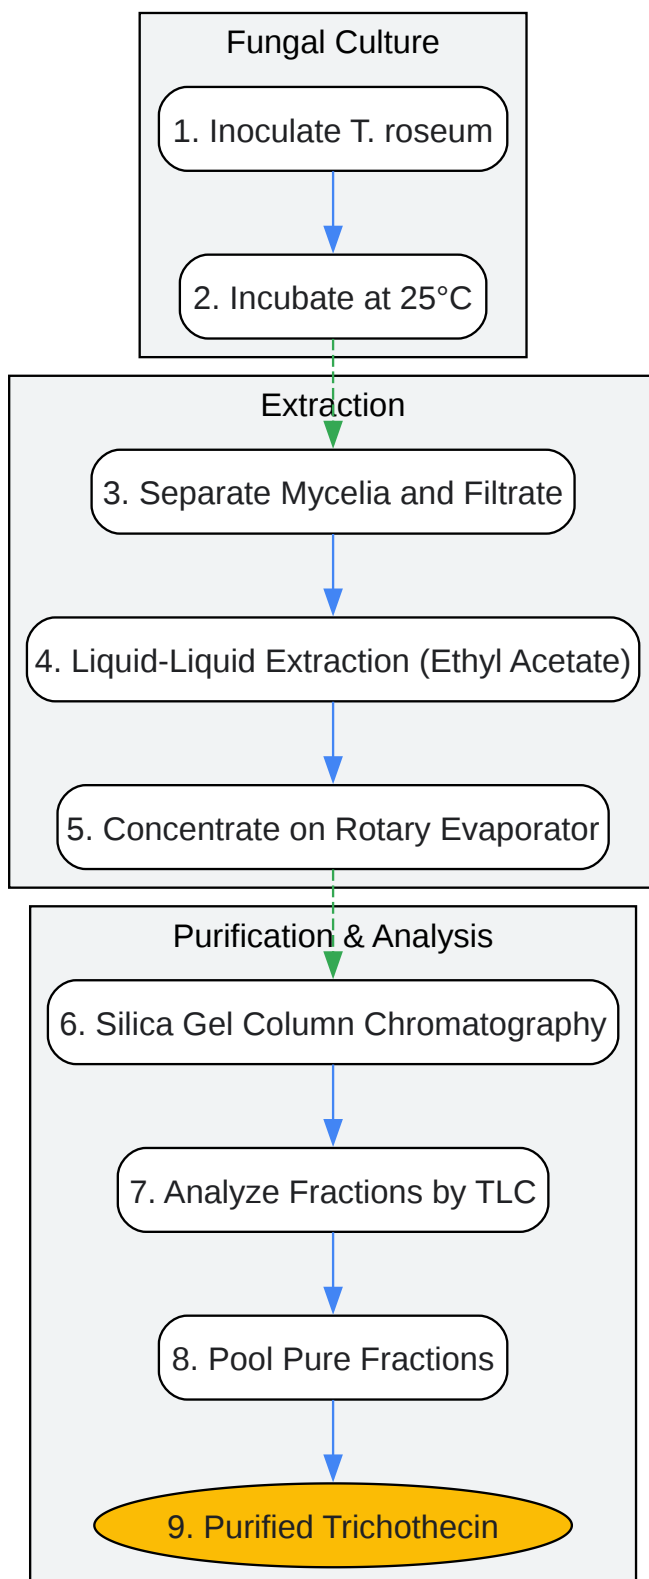 Fungal Culture
1. Inoculate T. roseum
2. Incubate at 25°C
Extraction
3. Separate Mycelia and Filtrate
4. Liquid-Liquid Extraction (Ethyl Acetate)
5. Concentrate on Rotary Evaporator
Purification & Analysis
6. Silica Gel Column Chromatography
7. Analyze Fractions by TLC
8. Pool Pure Fractions
9. Purified Trichothecin